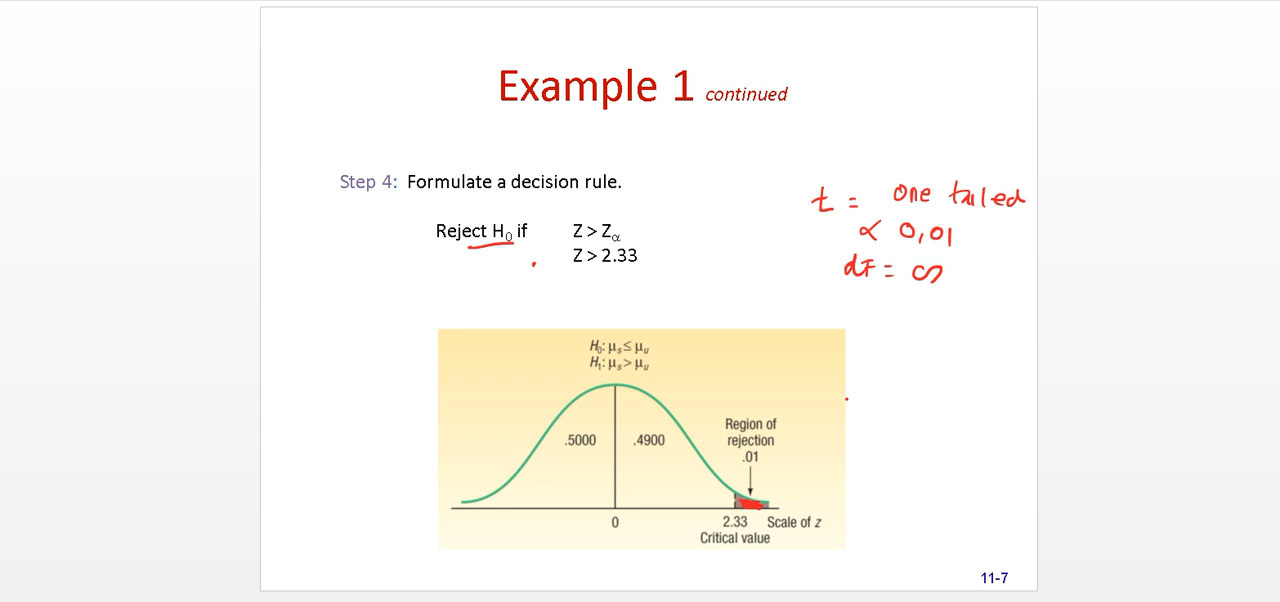 Example 1 continued
Step 4: Formulate a decision rule.
Reject H₀ if Z > Zα
Z > 2.33
t = one tailed
∝ 0,01
dF = ∞
H₀: μₛ ≤ μᵤ
H₁: μₛ > μᵤ
.5000 .4900
Region of
rejection
.01
0 2.33 Scale of z
Critical value
11-7